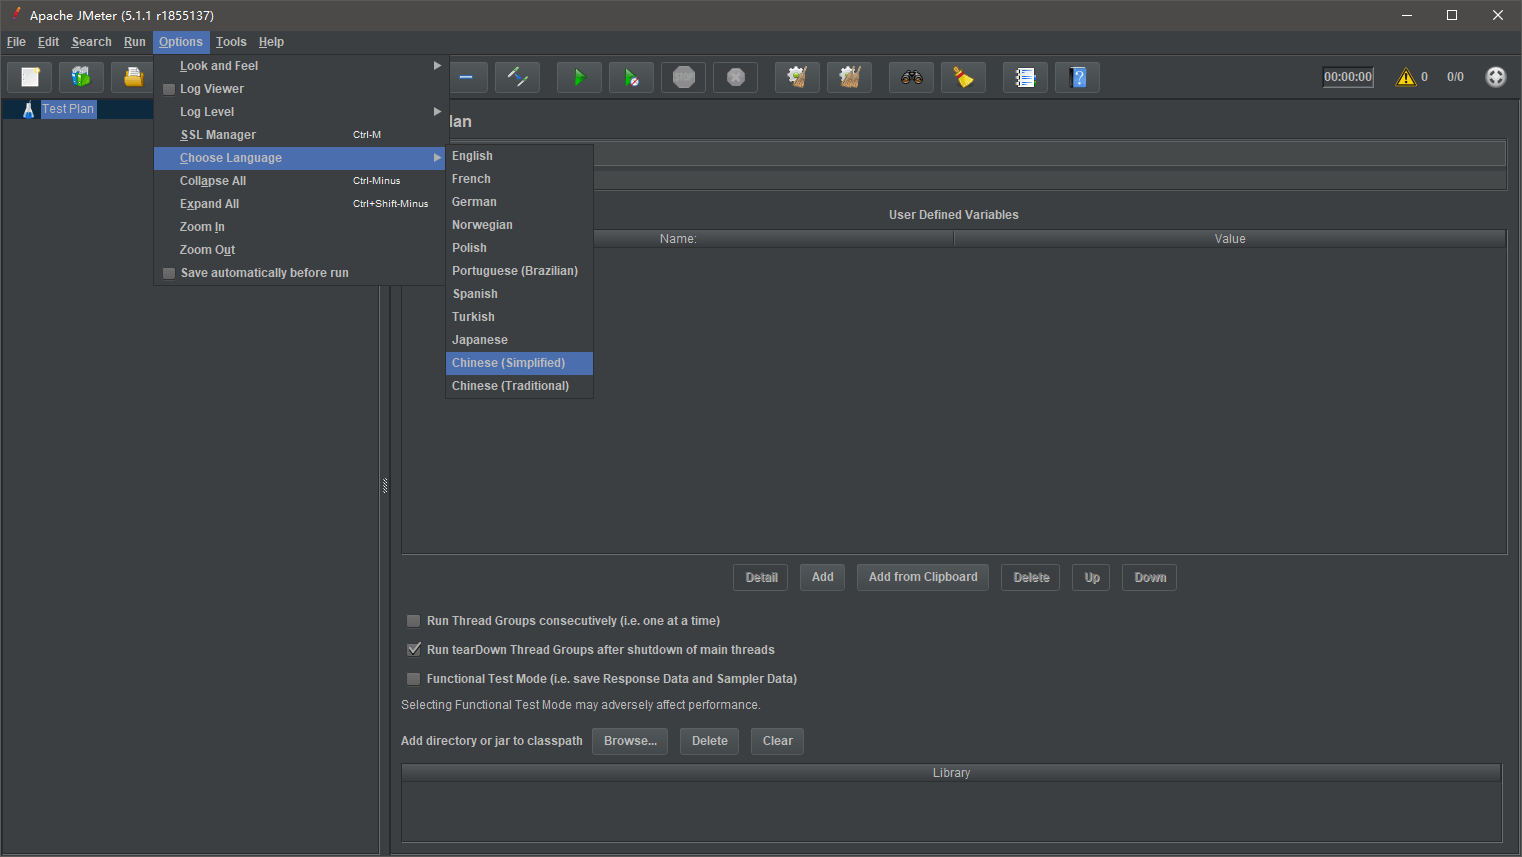 Apache JMeter (5.1.1 r1855137)
File Edit Search Run Options Tools Help
Look and Feel
Log Viewer
Log Level
SSL Manager Ctrl-M
Choose Language
Collapse All Ctrl-Minus
Expand All Ctrl+Shift-Minus
Zoom In
Zoom Out
Save automatically before run
STOP
00:00:00 0 0/0
Test Plan
lan
English
French
German
Norwegian
Polish
Portuguese (Brazilian)
Spanish
Turkish
Japanese
Chinese (Simplified)
Chinese (Traditional)
User Defined Variables
Name: Value
Detail Add Add from Clipboard Delete Up Down
Run Thread Groups consecutively (i.e. one at a time)
Run tearDown Thread Groups after shutdown of main threads
Functional Test Mode (i.e. save Response Data and Sampler Data)
Selecting Functional Test Mode may adversely affect performance.
Add directory or jar to classpath Browse... Delete Clear
Library